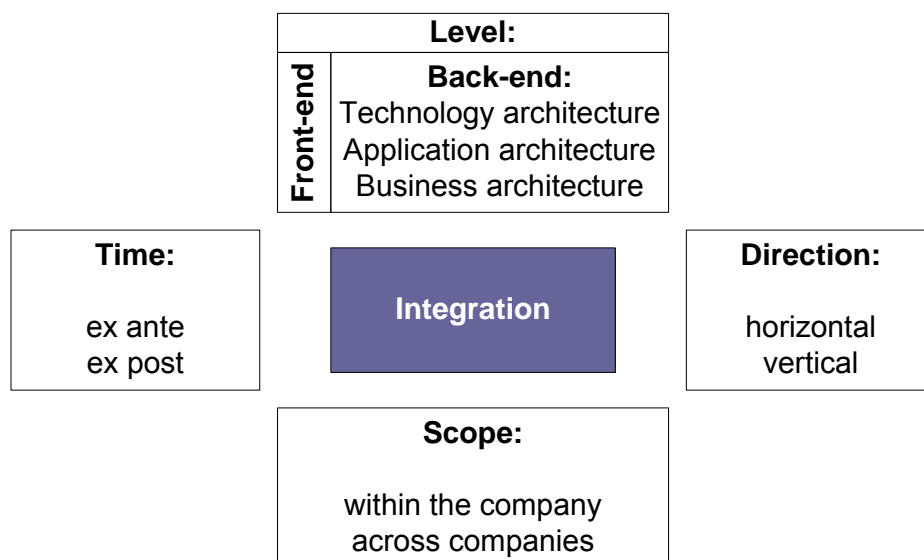 Level:
Front-end
Back-end:
Technology architecture
Application architecture
Business architecture
Time:
ex ante
ex post
Integration
Direction:
horizontal
vertical
Scope:
within the company
across companies